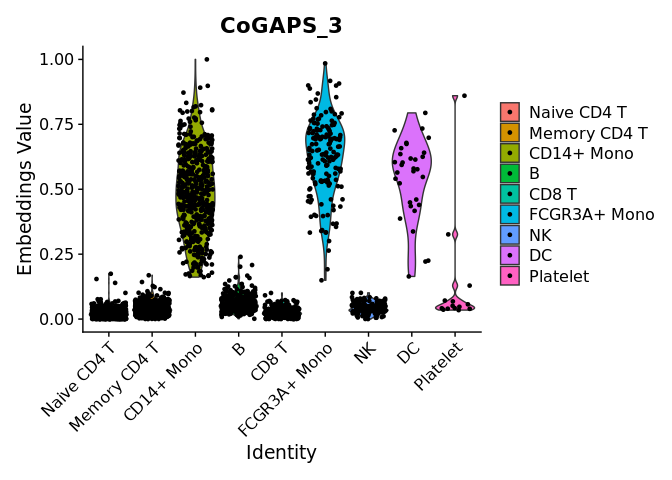 CoGAPS_3
Embeddings Value
1.00
0.75
0.50
0.25
0.00
Naive CD4 T
Memory CD4 T
CD14+ Mono
B
CD8 T
FCGR3A+ Mono
NK
DC
Platelet
Identity
Naive CD4 T
Memory CD4 T
CD14+ Mono
B
CD8 T
FCGR3A+ Mono
NK
DC
Platelet